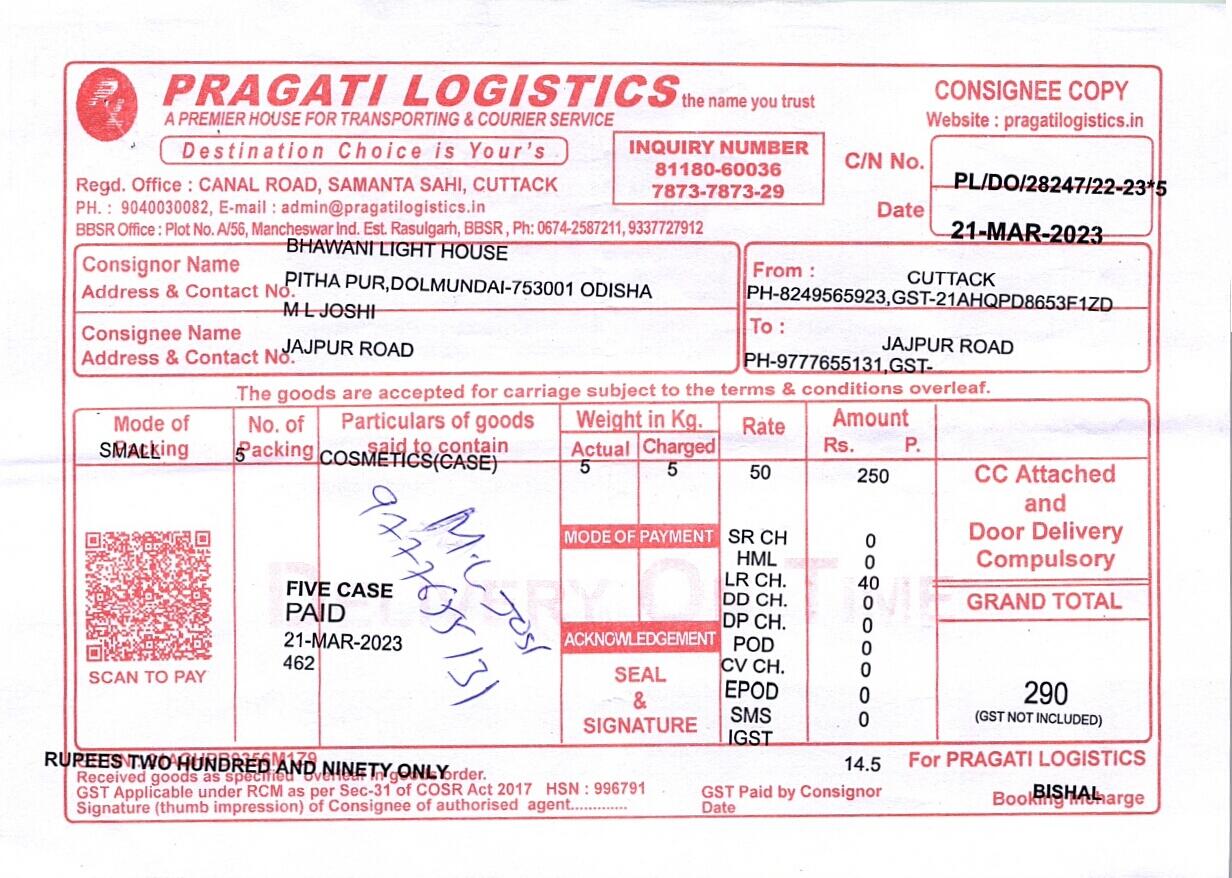 PRAGATI LOGISTICS the name you trust
A PREMIER HOUSE FOR TRANSPORTING & COURIER SERVICE
Destination Choice is Your's
Regd. Office : CANAL ROAD, SAMANTA SAHI, CUTTACK
PH. : 9040030082, E-mail : admin@pragatilogistics.in
BBSR Office : Plot No. A/56, Mancheswar Ind. Est. Rasulgarh, BBSR , Ph: 0674-2587211, 9337727912
INQUIRY NUMBER
81180-60036
7873-7873-29
CONSIGNEE COPY
Website : pragatilogistics.in
C/N No. PL/DO/28247/22-23*5
Date 21-MAR-2023
Consignor Name BHAWANI LIGHT HOUSE
Address & Contact No. PITHA PUR,DOLMUNDAI-753001 ODISHA
Consignee Name M L JOSHI
Address & Contact No. JAJPUR ROAD
From : CUTTACK
PH-8249565923,GST-21AHQPD8653F1ZD
To : JAJPUR ROAD
PH-9777655131,GST-
The goods are accepted for carriage subject to the terms & conditions overleaf.
Mode of Packing
SMALL
No. of Packing
5
Particulars of goods said to contain
COSMETICS(CASE)
Weight in Kg.
Actual Charged
5 5
Rate
50
Amount
Rs. P.
250
CC Attached
and
Door Delivery
Compulsory
GRAND TOTAL
290
(GST NOT INCLUDED)
SCAN TO PAY
FIVE CASE
PAID
21-MAR-2023
462
M.L Josi
9777655131
DELIVERY ON TIME
MODE OF PAYMENT
ACKNOWLEDGEMENT
SEAL
&
SIGNATURE
SR CH 0
HML 0
LR CH. 40
DD CH. 0
DP CH. 0
POD 0
CV CH. 0
EPOD 0
SMS 0
IGST 14.5
RUPEES TWO HUNDRED AND NINETY ONLY
Received goods as specified overleaf in goods order.
GST Applicable under RCM as per Sec-31 of COSR Act 2017 HSN : 996791
Signature (thumb impression) of Consignee of authorised agent.............
GST Paid by Consignor
Date
For PRAGATI LOGISTICS
BISHAL
Booking Incharge